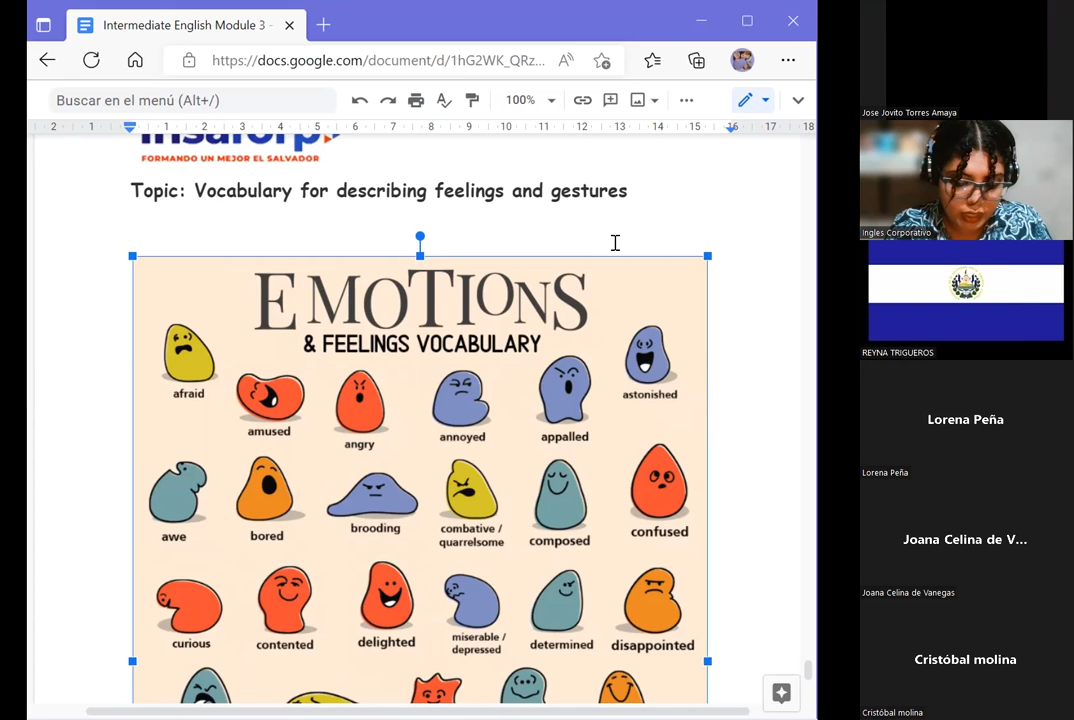 Intermediate English Module 3 -
https://docs.google.com/document/d/1hG2WK_QRz...
Buscar en el menú (Alt+/)
100%
2 1 1 2 3 4 5 6 7 8 9 10 11 12 13 14 15 16 17 18
insaforp
FORMANDO UN MEJOR EL SALVADOR
Topic: Vocabulary for describing feelings and gestures
EMOTIONS
& FEELINGS VOCABULARY
afraid
amused
angry
annoyed
appalled
astonished
awe
bored
brooding
combative /
quarrelsome
composed
confused
curious
contented
delighted
miserable /
depressed
determined
disappointed
Jose Jovito Torres Amaya
Ingles Corporativo
REYNA TRIGUEROS
Lorena Peña
Lorena Peña
Joana Celina de V...
Joana Celina de Vanegas
Cristóbal molina
Cristóbal molina